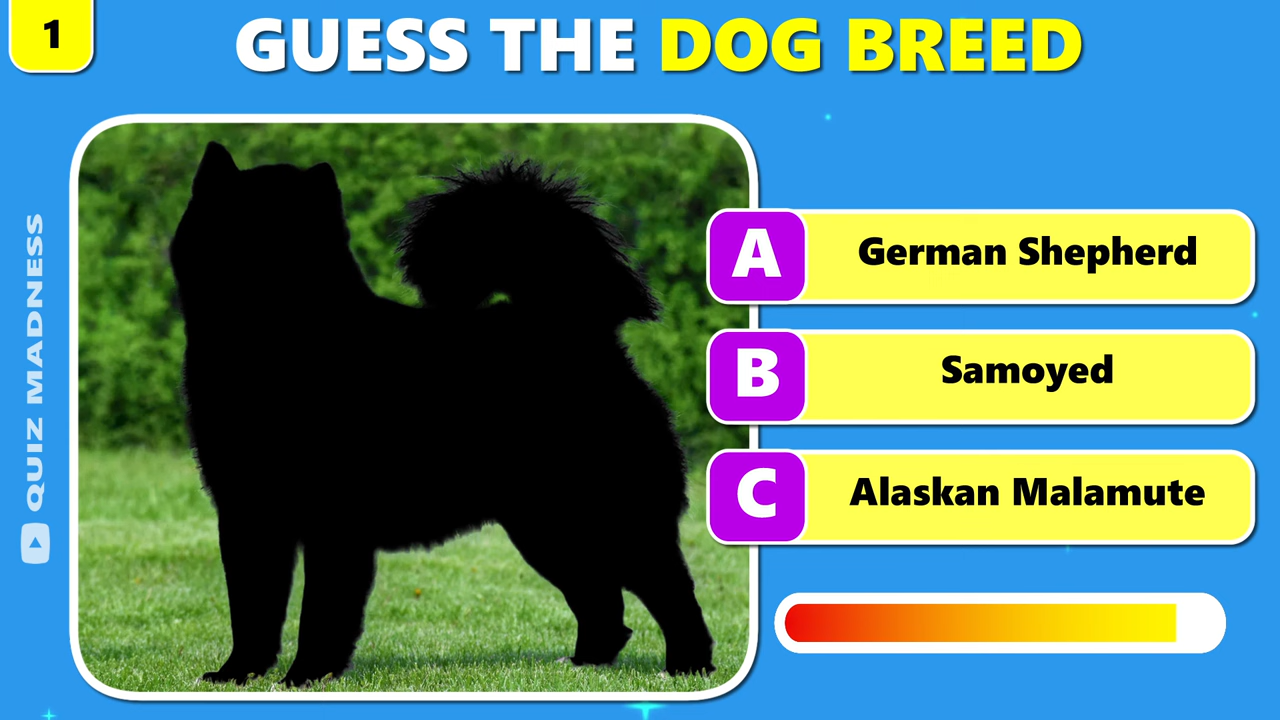 1
GUESS THE DOG BREED
QUIZ MADNESS
A
German Shepherd
B
Samoyed
C
Alaskan Malamute